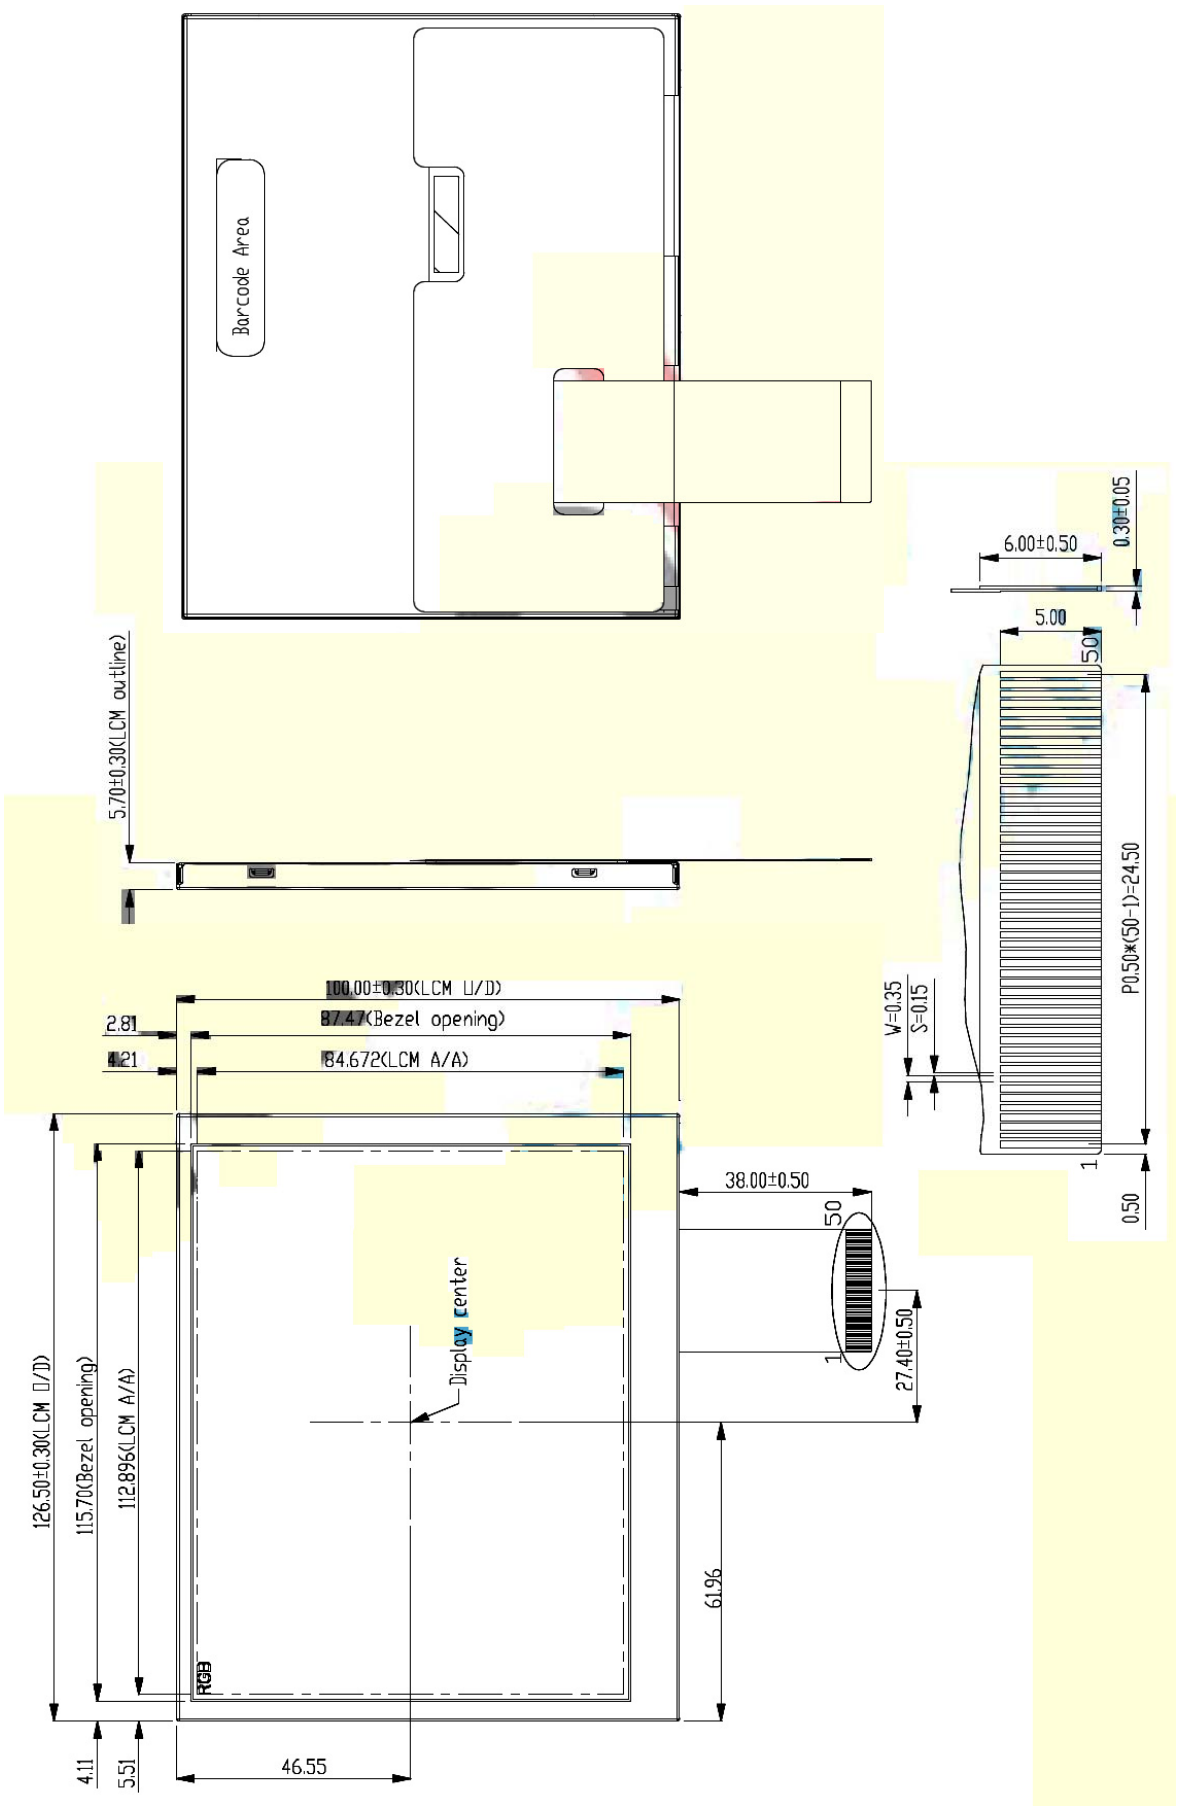 Barcode Area
5.70±0.30(LCM outline)
6.00±0.50
0.30±0.05
5.00
50
P0.50*(50-1)=24.50
W=0.35
S=0.15
1
0.50
100.00±0.30(LCM O/D)
2.81
87.47(Bezel opening)
4.21
84.672(LCM A/A)
126.50±0.30(LCM O/D)
115.70(Bezel opening)
112.896(LCM A/A)
Display center
38.00±0.50
50
1
27.40±0.50
61.96
RGB
4.11
5.51
46.55